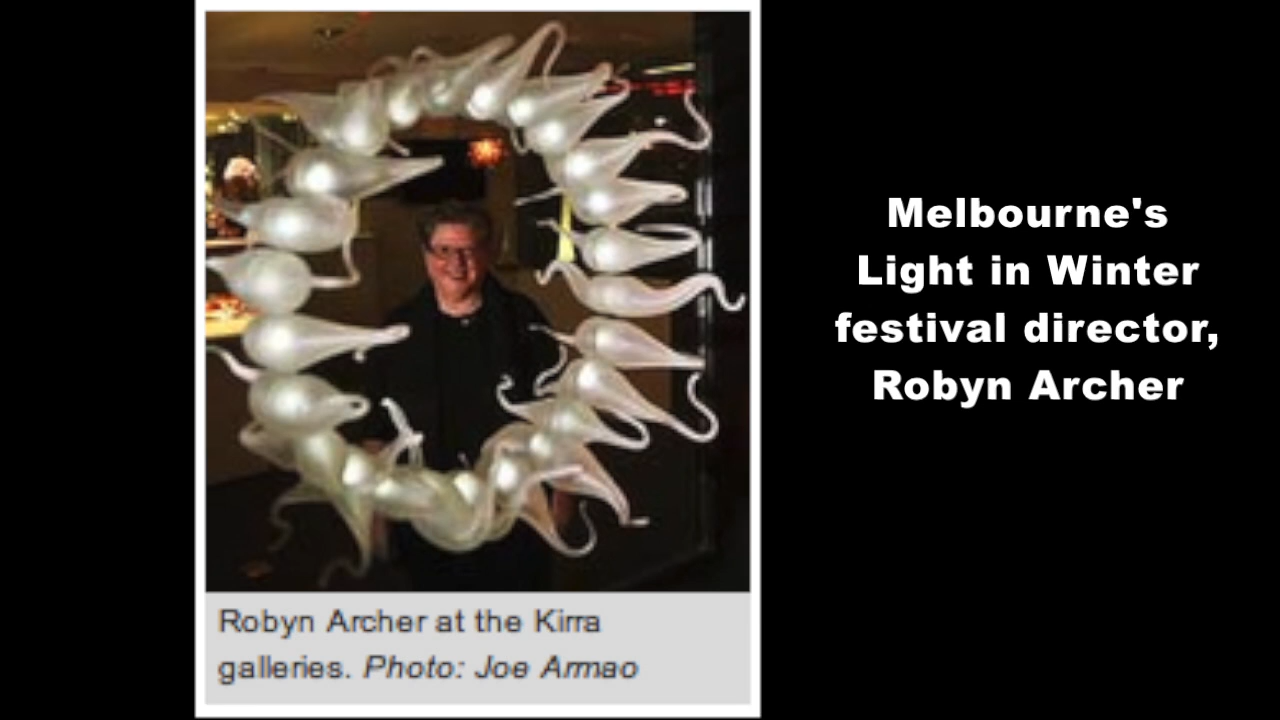 Melbourne's
Light in Winter
festival director,
Robyn Archer
Robyn Archer at the Kirra
galleries. Photo: Joe Armao